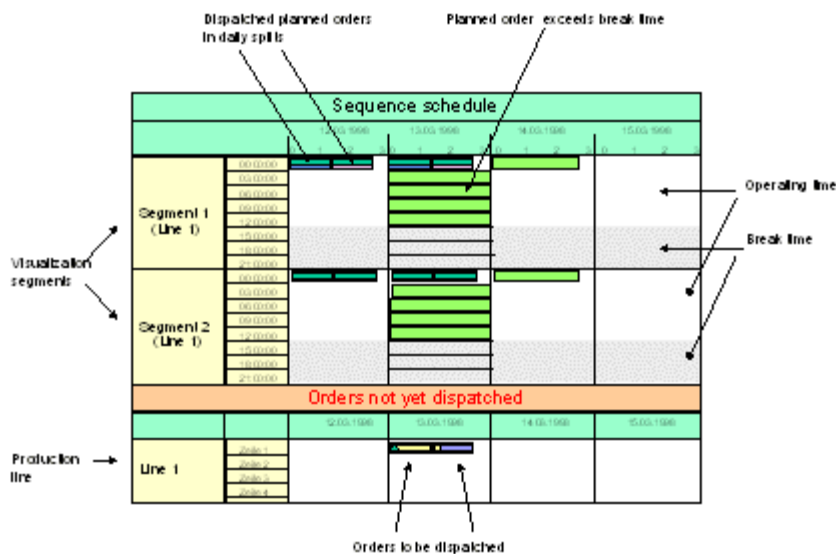 Dispatched planned orders
in daily splits
Planned order exceeds break time
Sequence schedule
12.03.1998 13.03.1998 14.03.1998 15.03.1998
0 1 2 3 0 1 2 3 0 1 2 3 0 1 2 3
Segment 1
(Line 1)
00:00:00
03:00:00
06:00:00
09:00:00
12:00:00
15:00:00
18:00:00
21:00:00
Operating time
Break time
Visualization
segments
Segment 2
(Line 1)
00:00:00
03:00:00
06:00:00
09:00:00
12:00:00
15:00:00
18:00:00
21:00:00
Orders not yet dispatched
12.03.1998 13.03.1998 14.03.1998 15.03.1998
Production
line
Line 1
Zeile 1
Zeile 2
Zeile 3
Zeile 4
Orders to be dispatched